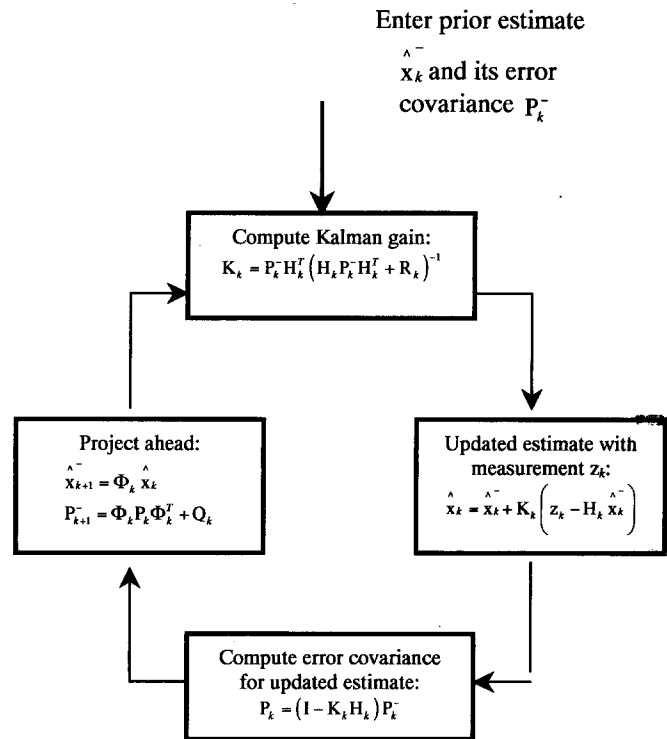 Enter prior estimate
x̂ₖ⁻ and its error
covariance Pₖ⁻
Compute Kalman gain:
Kₖ = Pₖ⁻Hₖᵀ(HₖPₖ⁻Hₖᵀ + Rₖ)⁻¹
Updated estimate with
measurement zₖ:
x̂ₖ = x̂ₖ⁻ + Kₖ(zₖ − Hₖ x̂ₖ⁻)
Compute error covariance
for updated estimate:
Pₖ = (I − KₖHₖ)Pₖ⁻
Project ahead:
x̂ₖ₊₁⁻ = Φₖ x̂ₖ
Pₖ₊₁⁻ = ΦₖPₖΦₖᵀ + Qₖ